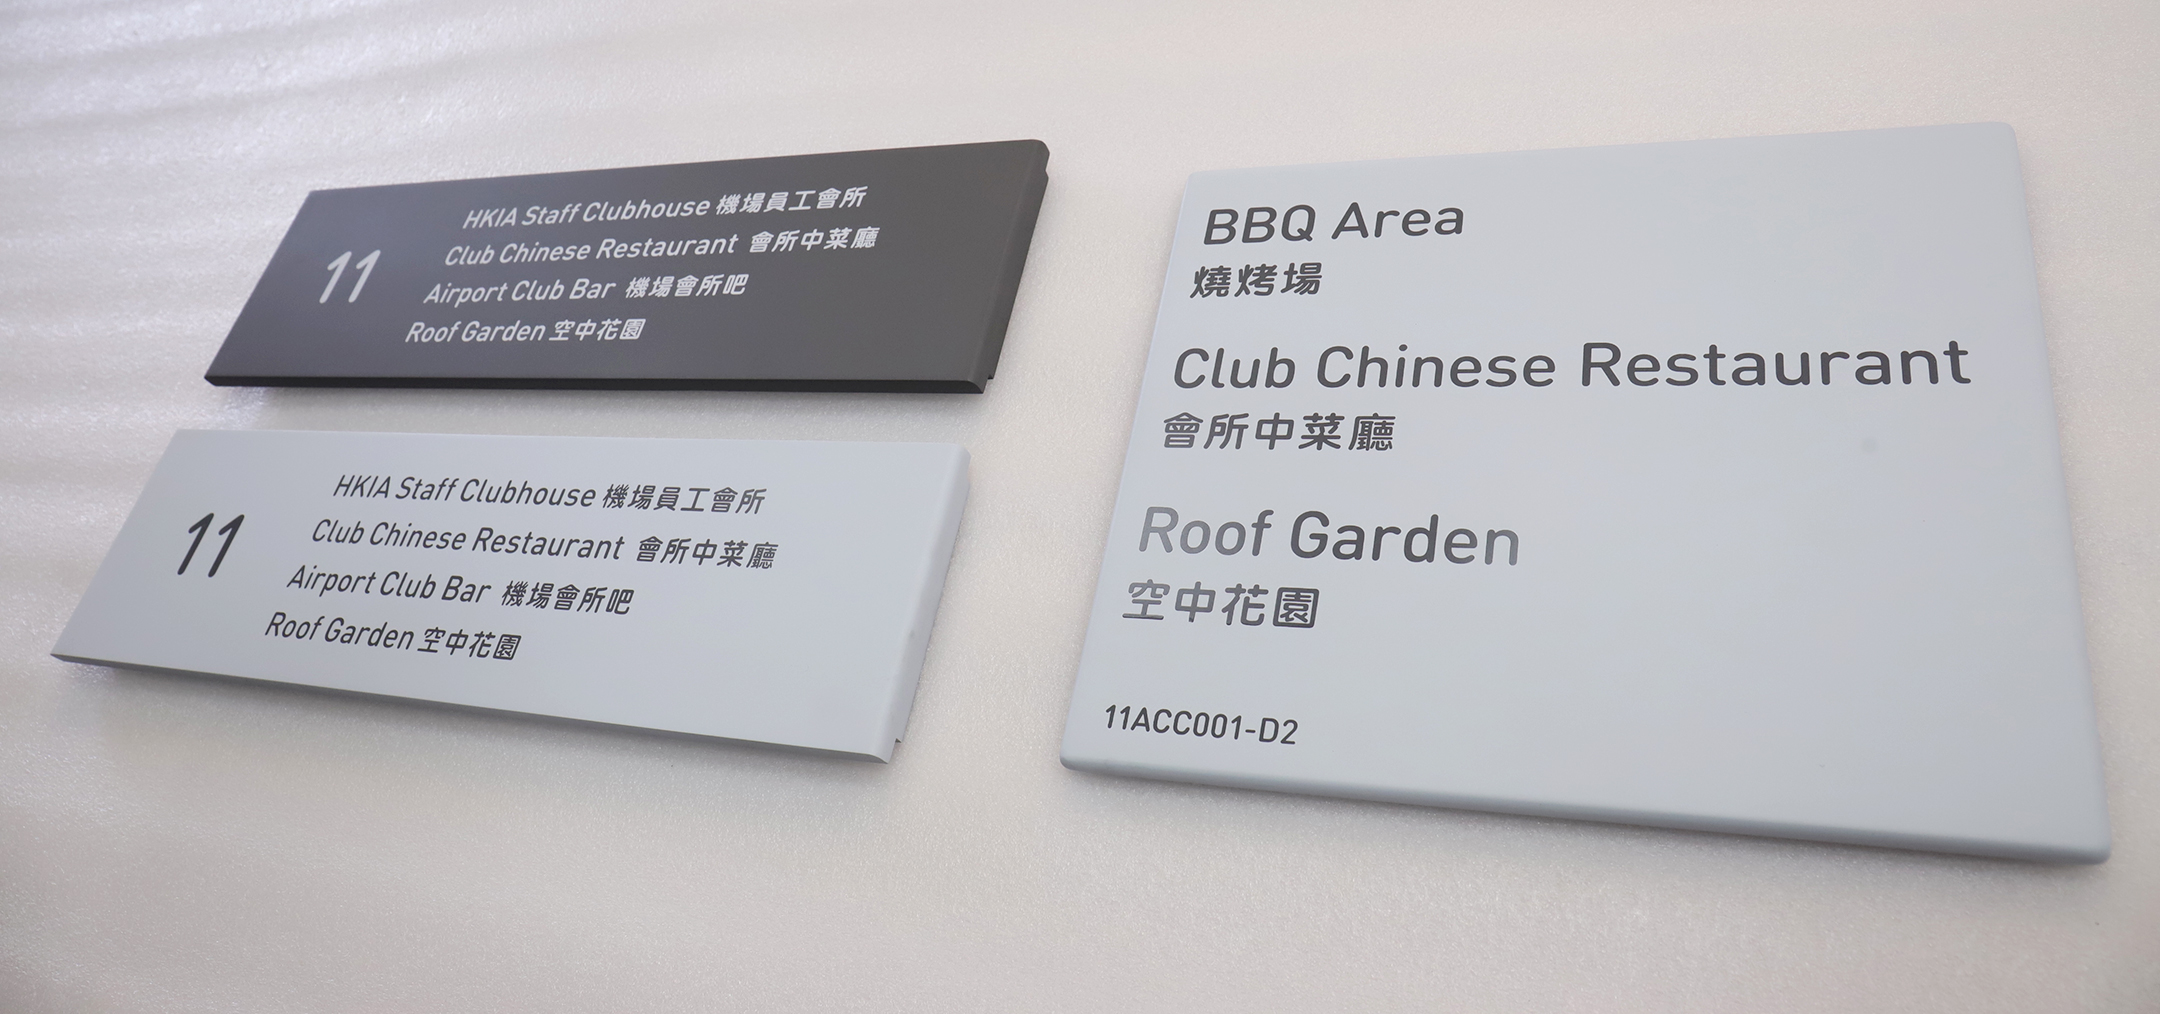 11
HKIA Staff Clubhouse 機場員工會所
Club Chinese Restaurant 會所中菜廳
Airport Club Bar 機場會所吧
Roof Garden 空中花園
11
HKIA Staff Clubhouse 機場員工會所
Club Chinese Restaurant 會所中菜廳
Airport Club Bar 機場會所吧
Roof Garden 空中花園
BBQ Area
燒烤場
Club Chinese Restaurant
會所中菜廳
Roof Garden
空中花園
11ACC001-D2